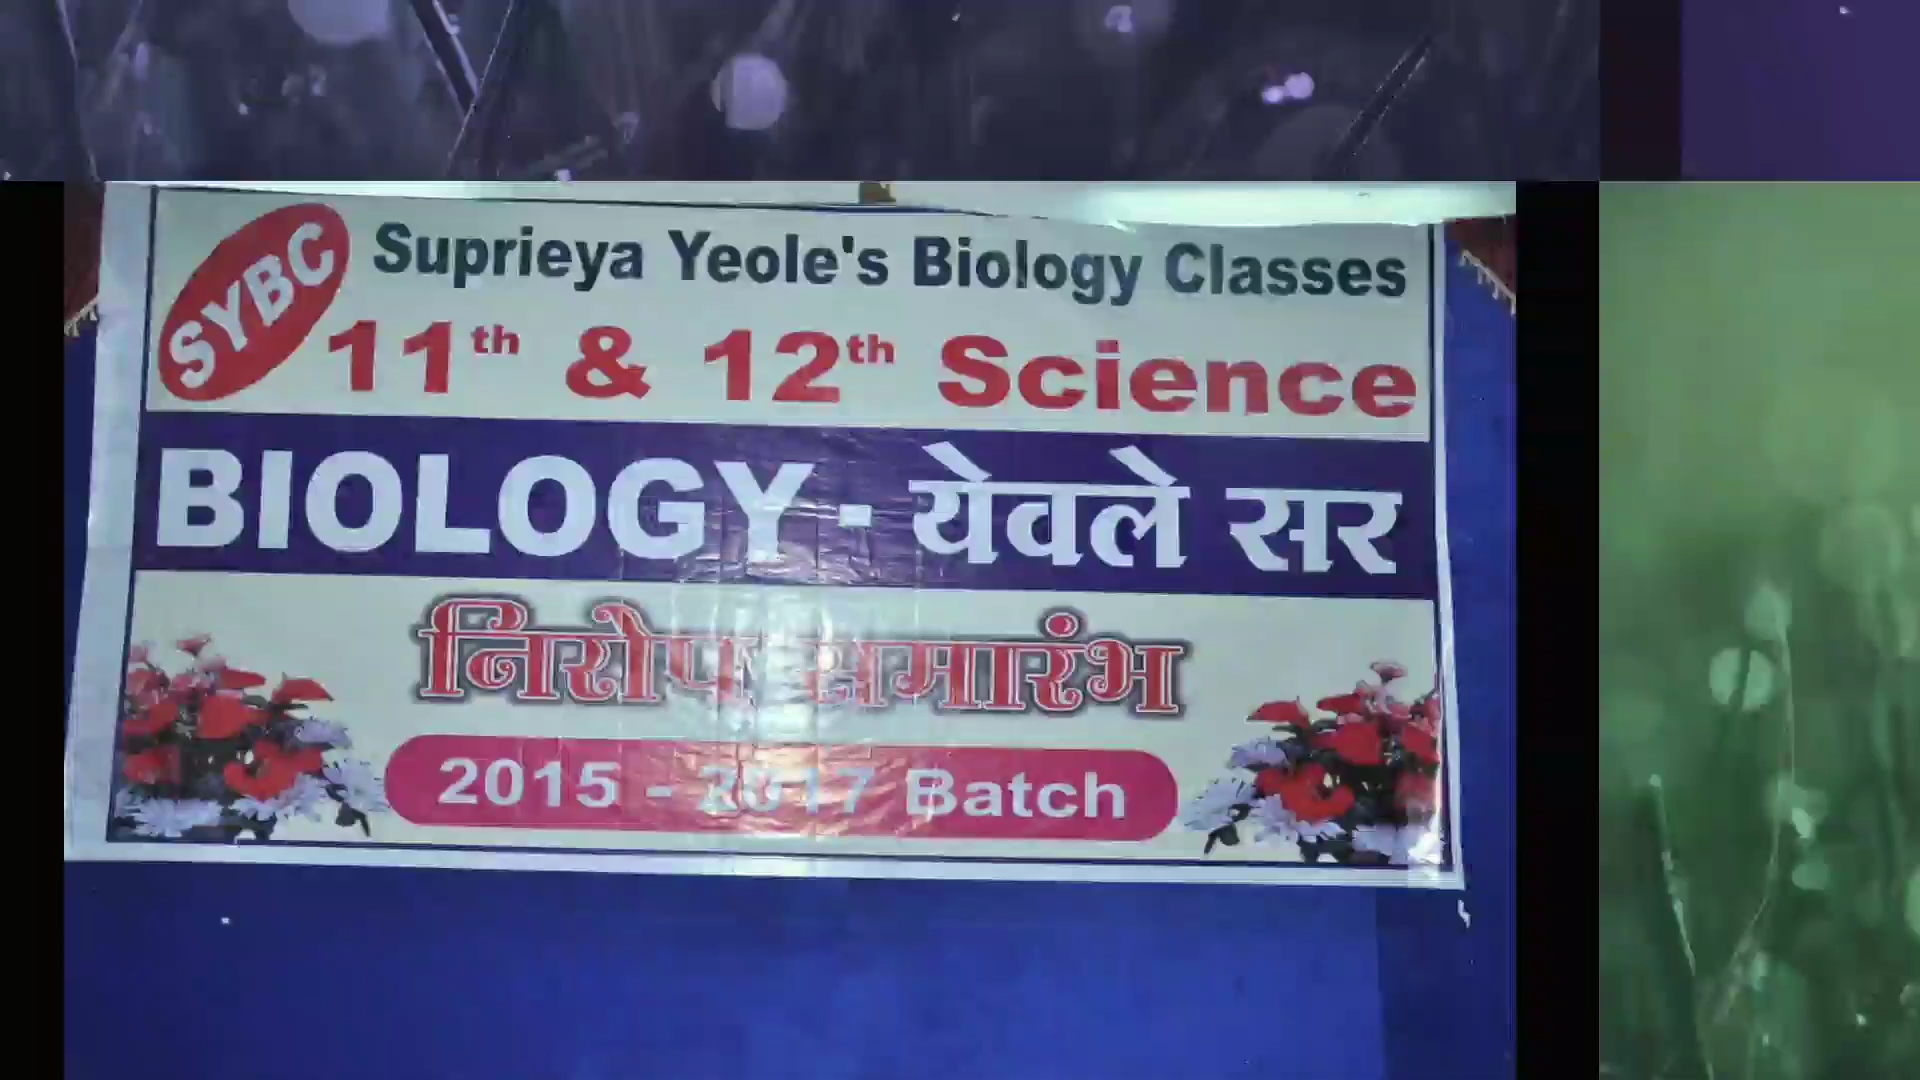 SYBC
Suprieya Yeole's Biology Classes
11th & 12th Science
BIOLOGY - येवले सर
निरोप समारंभ
2015 - 2017 Batch